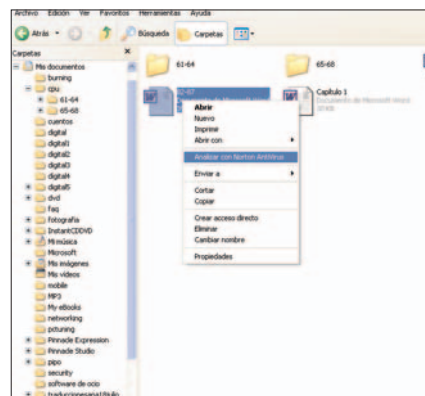 Archivo Edición Ver Favoritos Herramientas Ayuda
Atrás Búsqueda Carpetas
Carpetas
Mis documentos
burning
cpu
61-64
65-68
cuentos
digital
digital1
digital2
digital3
digital4
digital5
dvd
faq
fotografia
InstantCDDVD
Mi música
Microsoft
Mis imágenes
Mis vídeos
mobile
MP3
My eBooks
networking
pctuning
Pinnacle Expression
Pinnacle Studio
pipo
security
software de ocio
61-64
65-68
Capítulo 1
Documento de Microsoft Word
Abrir
Nuevo
Imprimir
Abrir con
Analizar con Norton AntiVirus
Enviar a
Cortar
Copiar
Crear acceso directo
Eliminar
Cambiar nombre
Propiedades